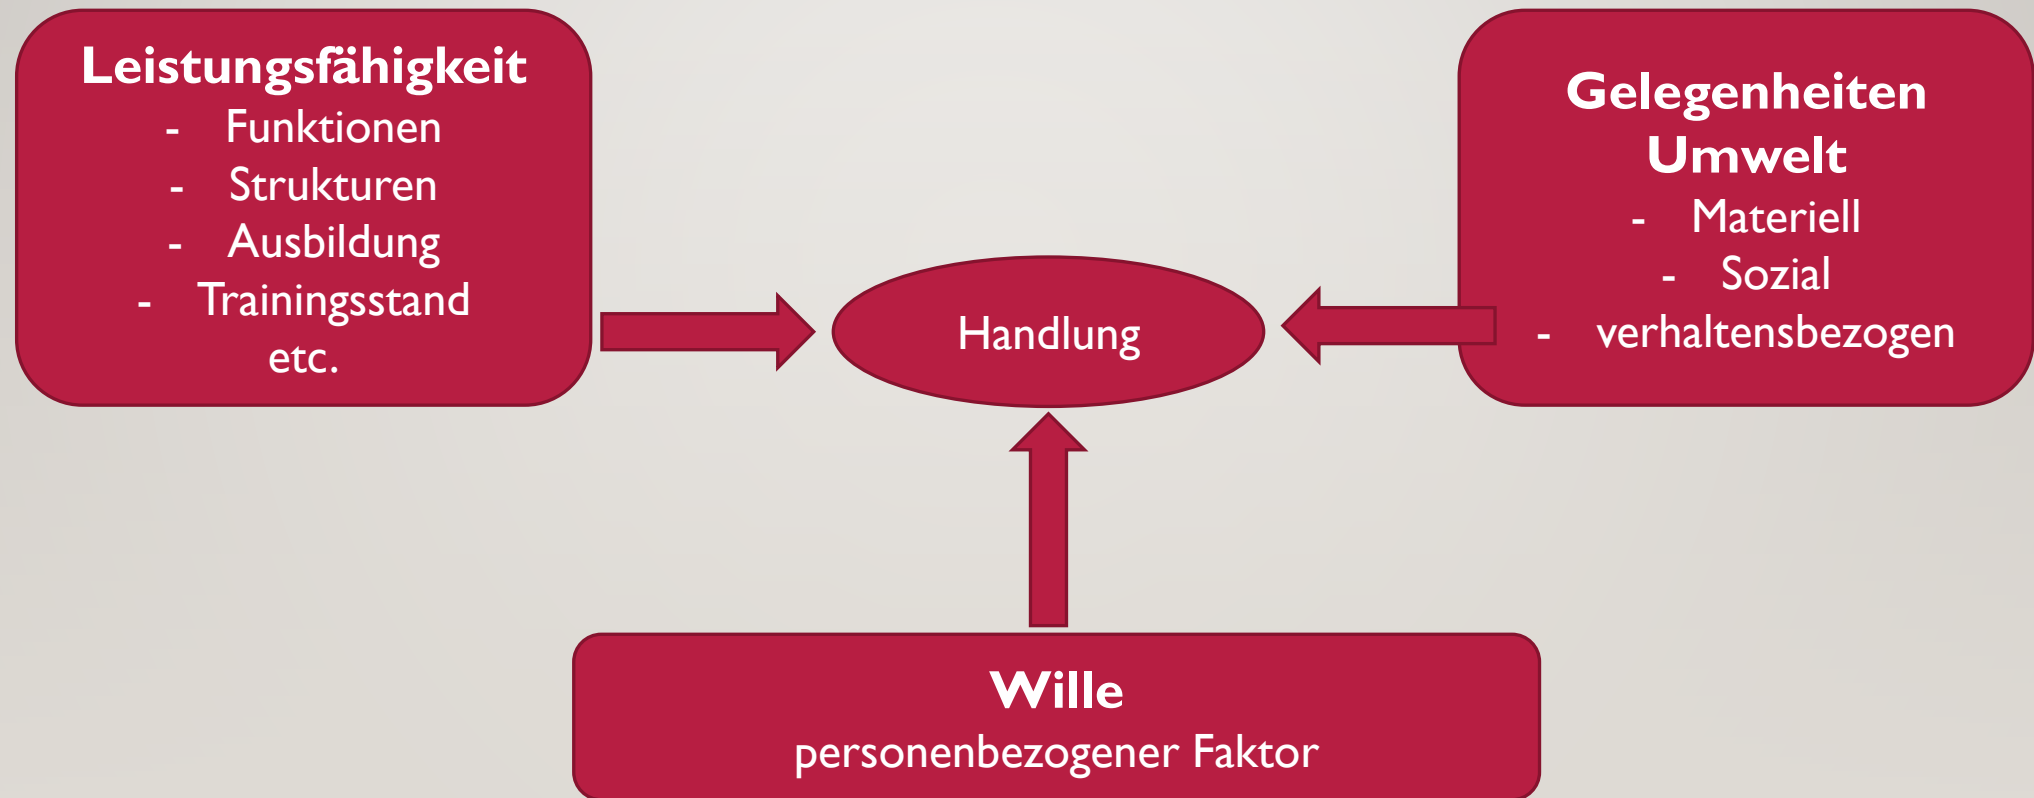 Leistungsfähigkeit
- Funktionen
- Strukturen
- Ausbildung
- Trainingsstand
etc.
Handlung
Gelegenheiten
Umwelt
- Materiell
- Sozial
- verhaltensbezogen
Wille
personenbezogener Faktor